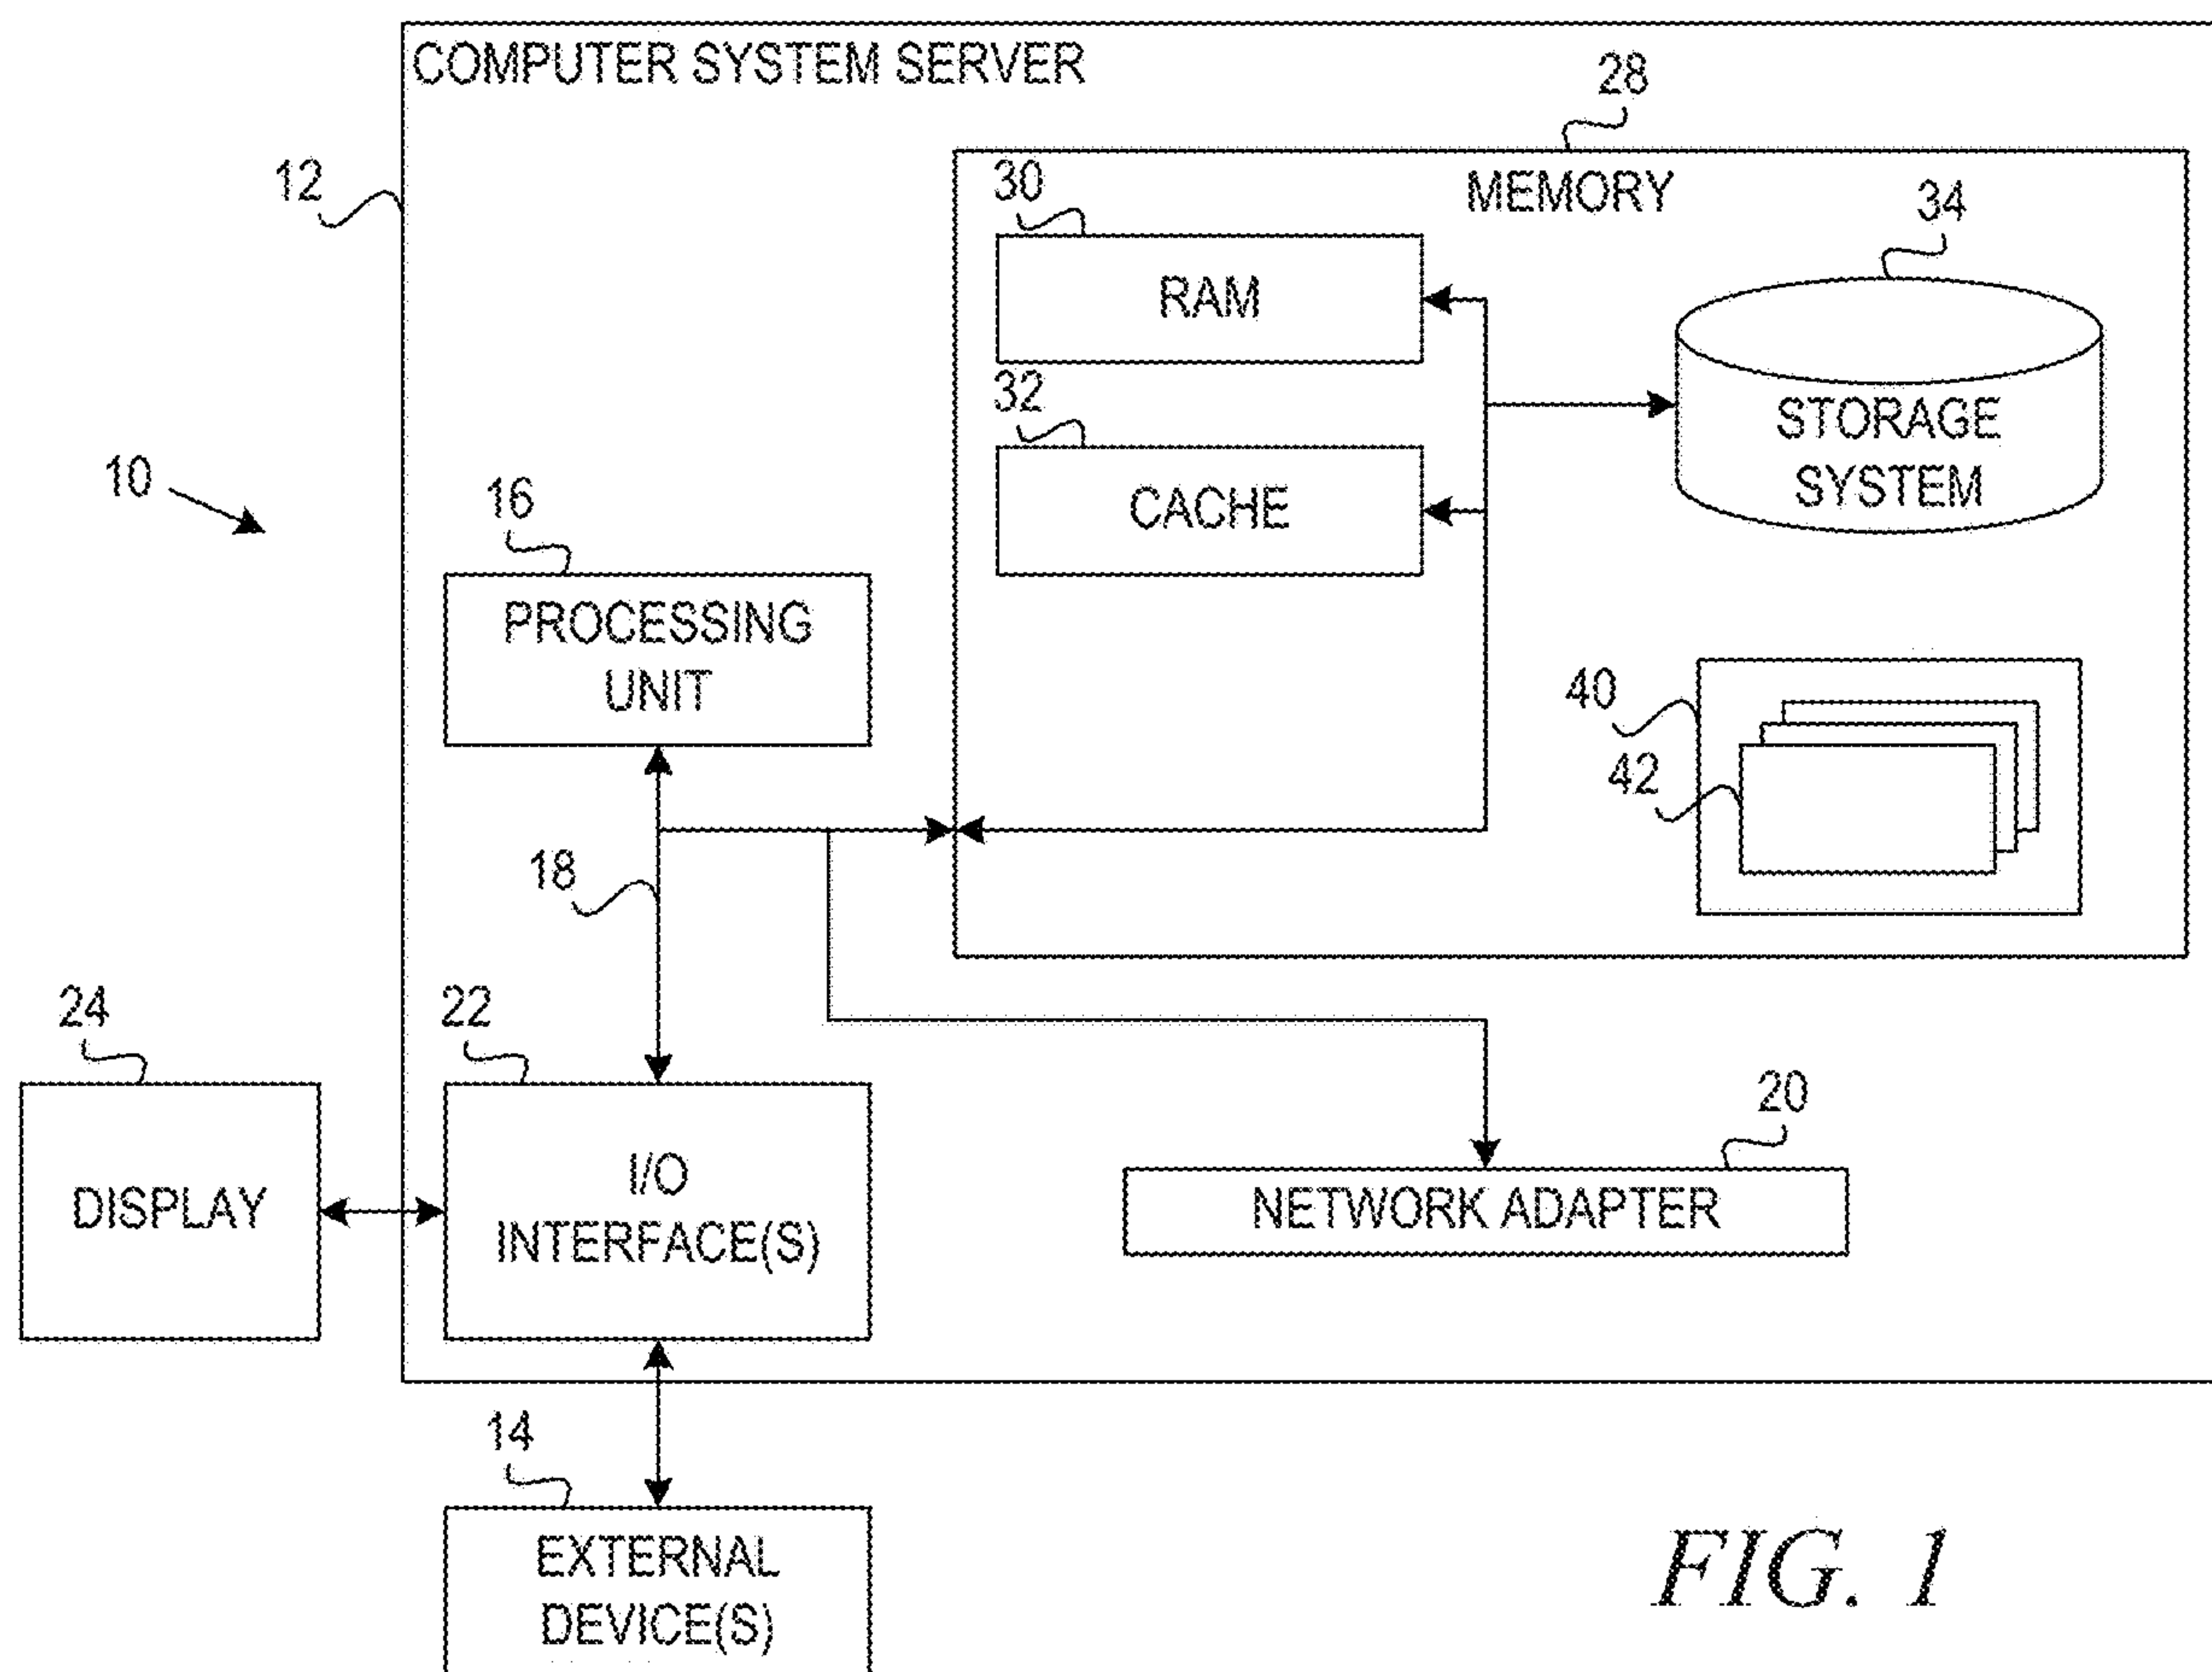 COMPUTER SYSTEM SERVER
28
12
MEMORY
30
34
RAM
32
STORAGE
SYSTEM
CACHE
10
16
PROCESSING
UNIT
40
42
18
24
22
20
DISPLAY
I/O
INTERFACE(S)
NETWORK ADAPTER
14
EXTERNAL
DEVICE(S)
FIG. 1